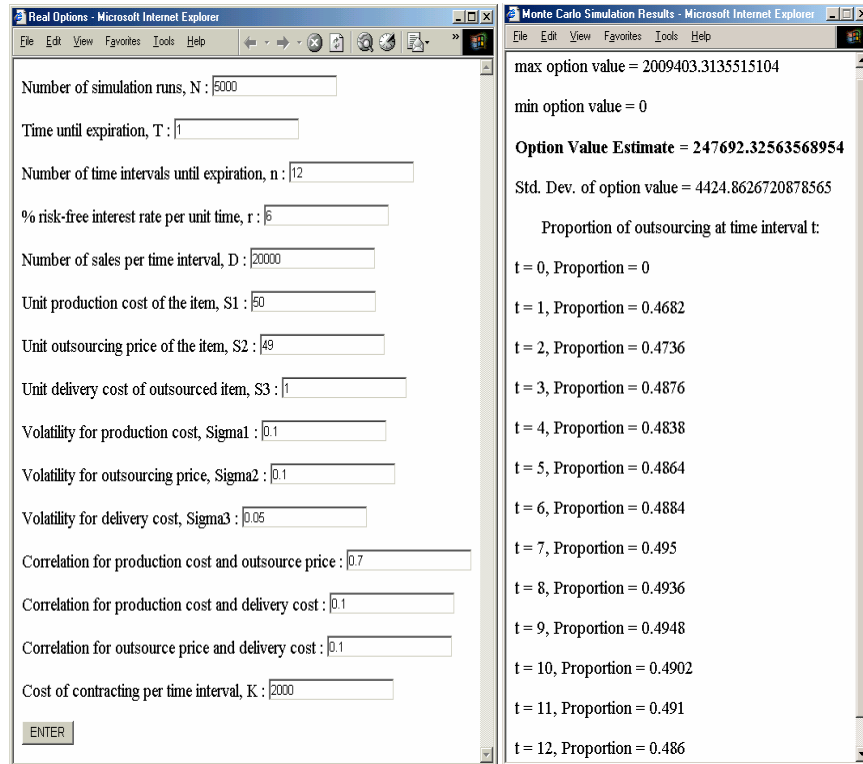 Real Options - Microsoft Internet Explorer
File Edit View Favorites Tools Help »
Number of simulation runs, N : 5000
Time until expiration, T : 1
Number of time intervals until expiration, n : 12
% risk-free interest rate per unit time, r : 6
Number of sales per time interval, D : 20000
Unit production cost of the item, S1 : 50
Unit outsourcing price of the item, S2 : 49
Unit delivery cost of outsourced item, S3 : 1
Volatility for production cost, Sigma1 : 0.1
Volatility for outsourcing price, Sigma2 : 0.1
Volatility for delivery cost, Sigma3 : 0.05
Correlation for production cost and outsource price : 0.7
Correlation for production cost and delivery cost : 0.1
Correlation for outsource price and delivery cost : 0.1
Cost of contracting per time interval, K : 2000
ENTER
Monte Carlo Simulation Results - Microsoft Internet Explorer
File Edit View Favorites Tools Help
max option value = 2009403.3135515104
min option value = 0
Option Value Estimate = 247692.32563568954
Std. Dev. of option value = 4424.8626720878565
Proportion of outsourcing at time interval t:
t = 0, Proportion = 0
t = 1, Proportion = 0.4682
t = 2, Proportion = 0.4736
t = 3, Proportion = 0.4876
t = 4, Proportion = 0.4838
t = 5, Proportion = 0.4864
t = 6, Proportion = 0.4884
t = 7, Proportion = 0.495
t = 8, Proportion = 0.4936
t = 9, Proportion = 0.4948
t = 10, Proportion = 0.4902
t = 11, Proportion = 0.491
t = 12, Proportion = 0.486